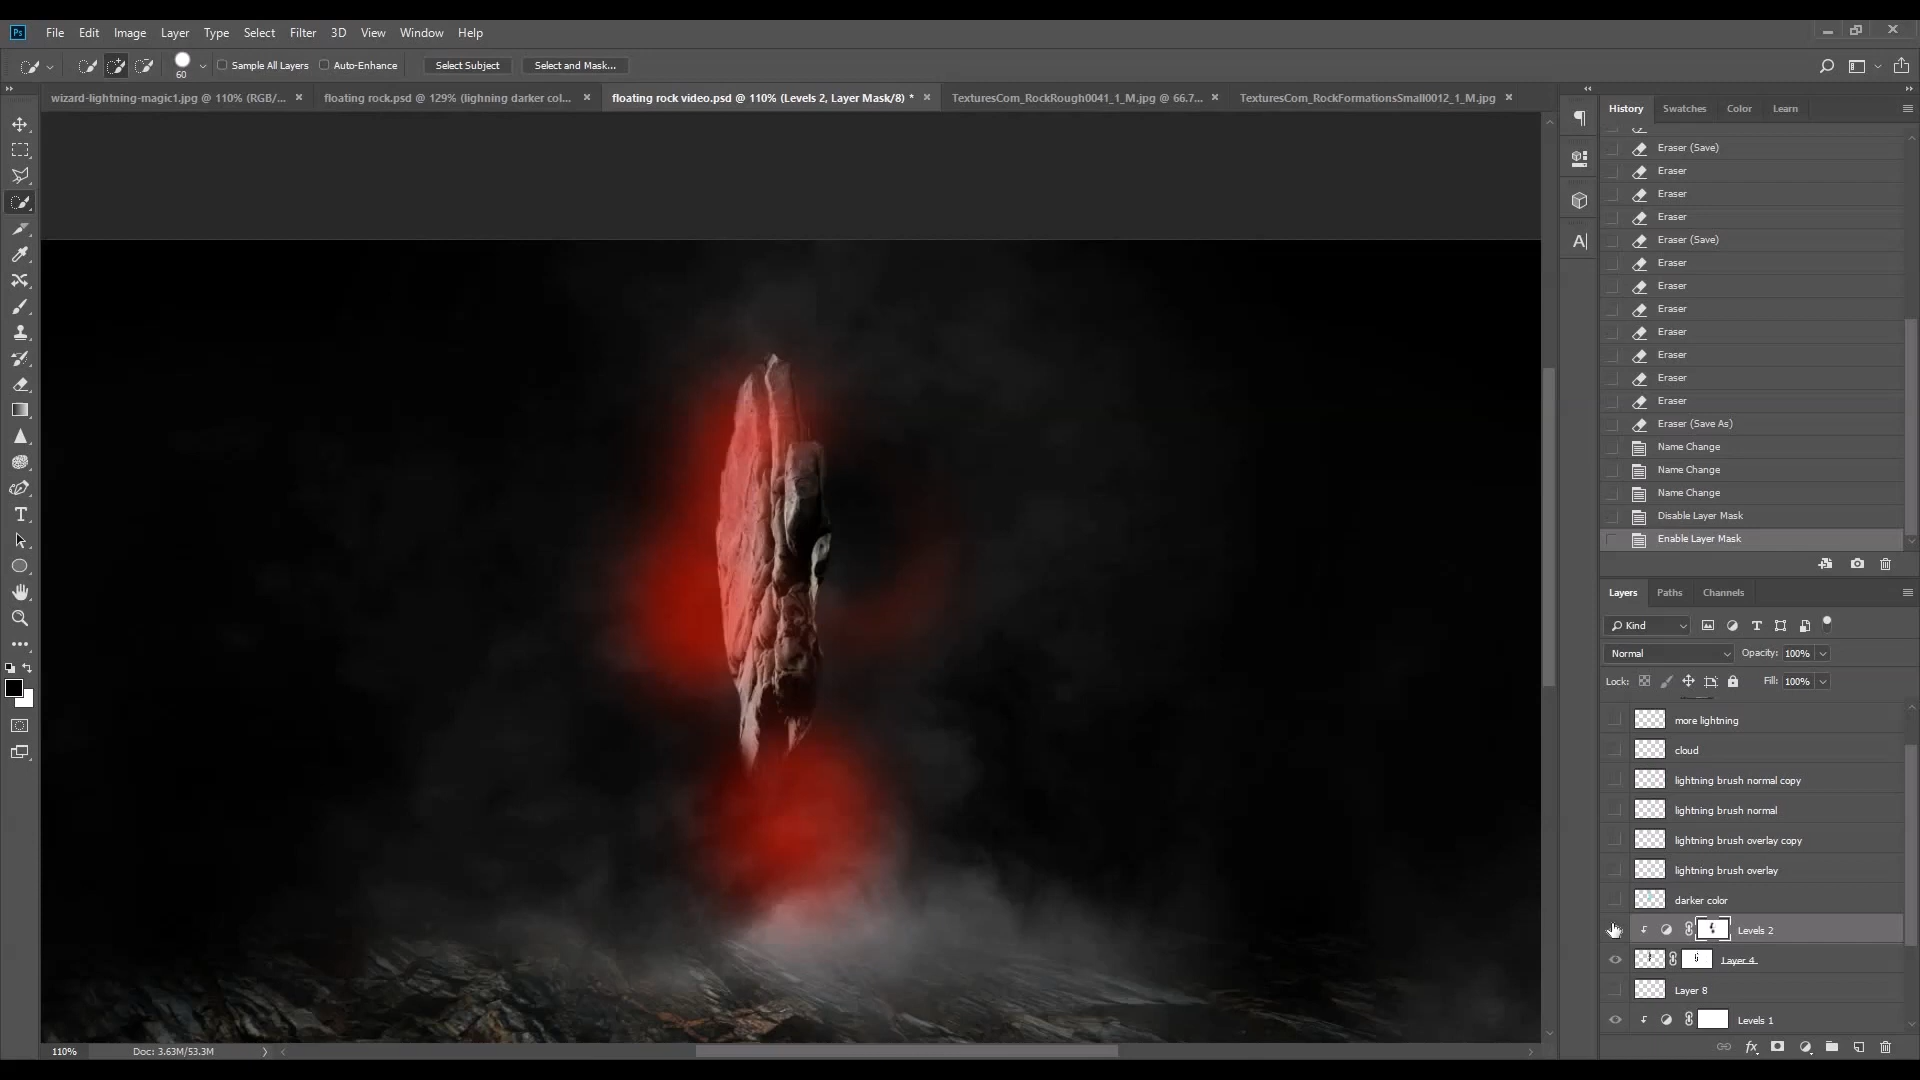 Ps File Edit Image Layer Type Select Filter 3D View Window Help
60 Sample All Layers Auto-Enhance Select Subject Select and Mask...
wizard-lightning-magic1.jpg @ 110% (RGB/... floating rock.psd @ 129% (lighning darker col... floating rock video.psd @ 110% (Levels 2, Layer Mask/8) * TexturesCom_RockRough0041_1_M.jpg @ 66.7... TexturesCom_RockFormationsSmall0012_1_M.jpg
History Swatches Color Learn
Eraser (Save)
Eraser
Eraser
Eraser
Eraser (Save)
Eraser
Eraser
Eraser
Eraser
Eraser
Eraser
Eraser
Eraser (Save As)
Name Change
Name Change
Name Change
Disable Layer Mask
Enable Layer Mask
Layers Paths Channels
Kind
Normal Opacity: 100%
Lock: Fill: 100%
more lightning
cloud
lightning brush normal copy
lightning brush normal
lightning brush overlay copy
lightning brush overlay
darker color
Levels 2
Layer 4
Layer 8
Levels 1
fx
110% Doc: 3.63M/53.3M